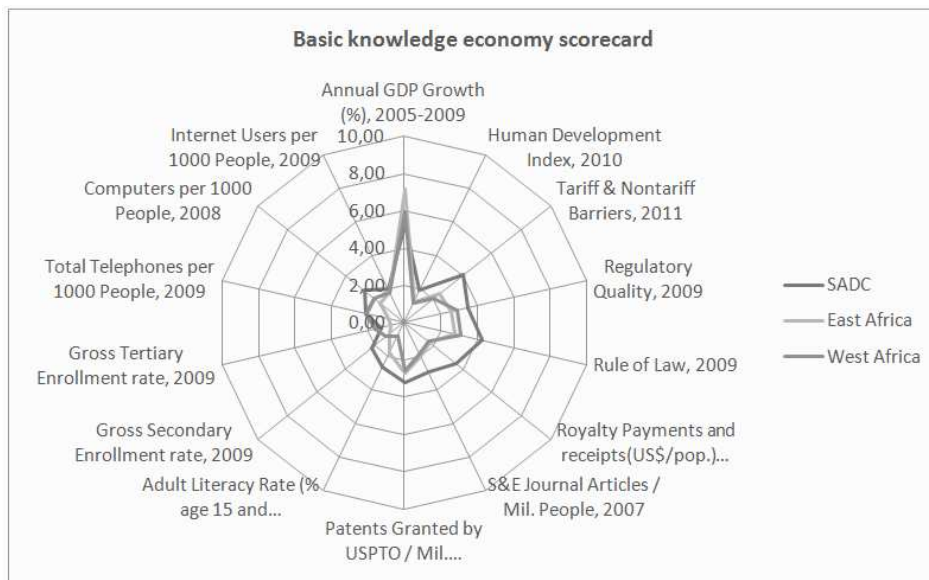 Basic knowledge economy scorecard
Annual GDP Growth
(%), 2005-2009
Human Development
Index, 2010
Tariff & Nontariff
Barriers, 2011
Regulatory
Quality, 2009
Rule of Law, 2009
Royalty Payments and
receipts(US$/pop.)...
S&E Journal Articles /
Mil. People, 2007
Patents Granted by
USPTO / Mil....
Adult Literacy Rate (%
age 15 and...
Gross Secondary
Enrollment rate, 2009
Gross Tertiary
Enrollment rate, 2009
Total Telephones per
1000 People, 2009
Computers per 1000
People, 2008
Internet Users per
1000 People, 2009
10,00
8,00
6,00
4,00
2,00
0,00
SADC
East Africa
West Africa